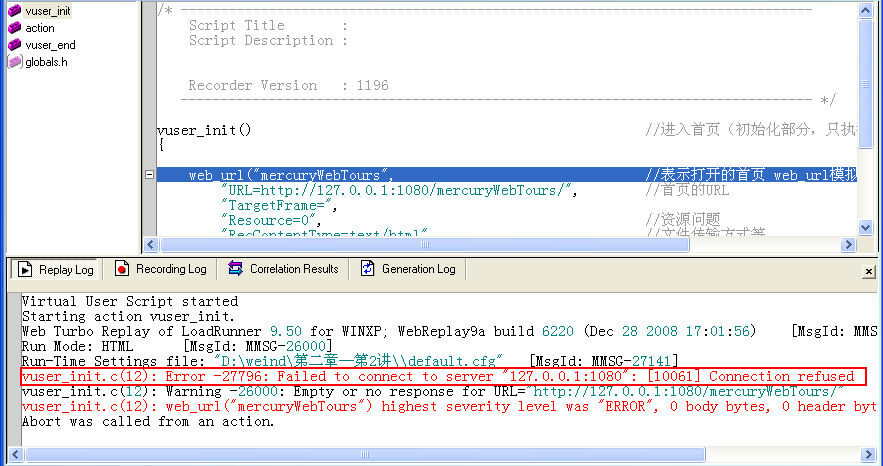 vuser_init
action
vuser_end
globals.h
/* --------------------------------------------------------------------------------
Script Title :
Script Description :
Recorder Version : 1196
-------------------------------------------------------------------------------- */
vuser_init() //进入首页（初始化部分，只执
{
web_url("mercuryWebTours", //表示打开的首页 web_url模拟
"URL=http://127.0.0.1:1080/mercuryWebTours/", //首页的URL
"TargetFrame=",
"Resource=0", //资源问题
"RecContentType=text/html" //文件传输方式等
Replay Log Recording Log Correlation Results Generation Log
Virtual User Script started
Starting action vuser_init.
Web Turbo Replay of LoadRunner 9.50 for WINXP; WebReplay9a build 6220 (Dec 28 2008 17:01:56) [MsgId: MMS
Run Mode: HTML [MsgId: MMSG-26000]
Run-Time Settings file: "D:\weind\第二章—第2讲\\default.cfg" [MsgId: MMSG-27141]
vuser_init.c(12): Error -27796: Failed to connect to server "127.0.0.1:1080": [10061] Connection refused
vuser_init.c(12): Warning -26000: Empty or no response for URL="http://127.0.0.1:1080/mercuryWebTours/"
vuser_init.c(12): web_url("mercuryWebTours") highest severity level was "ERROR", 0 body bytes, 0 header byt
Abort was called from an action.